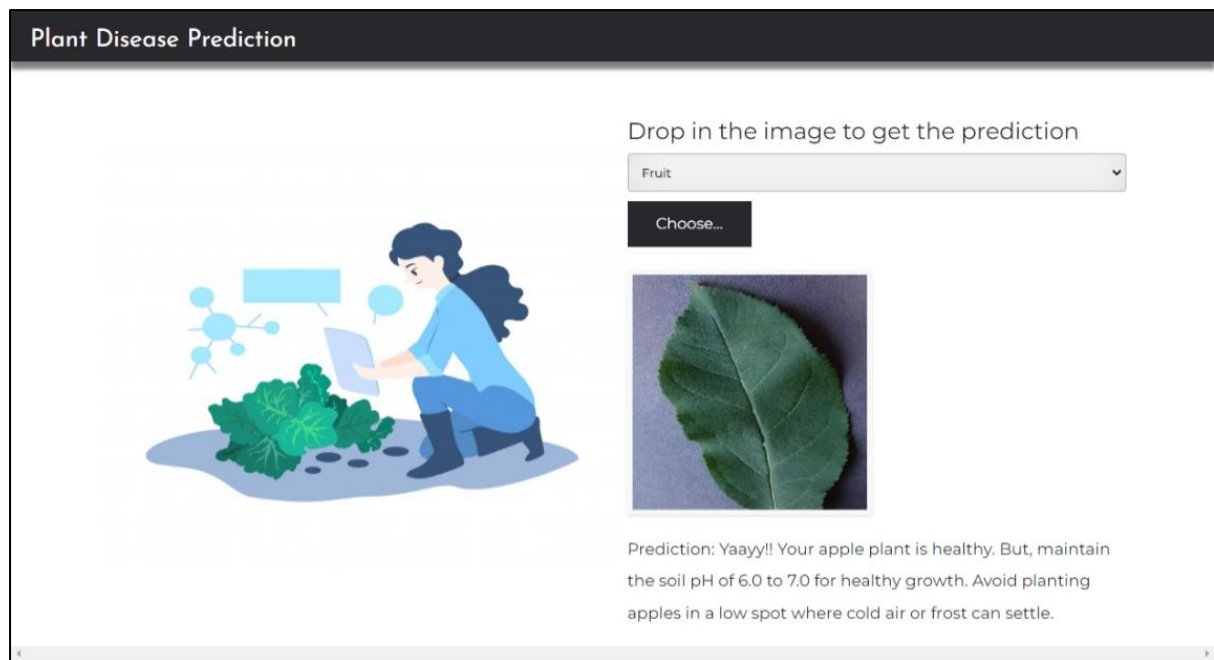 Plant Disease Prediction
Drop in the image to get the prediction
Fruit
Choose...
Prediction: Yaayy!! Your apple plant is healthy. But, maintain
the soil pH of 6.0 to 7.0 for healthy growth. Avoid planting
apples in a low spot where cold air or frost can settle.